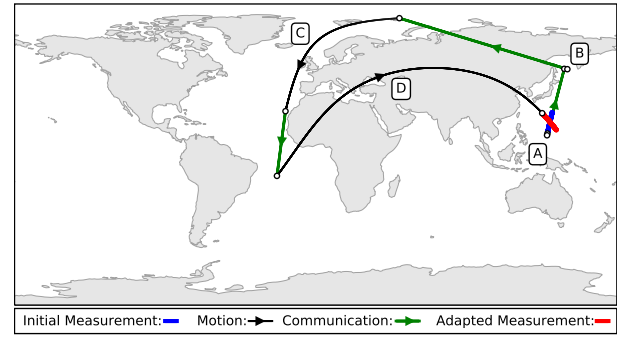 C
B
D
A
Initial Measurement: Motion: Communication: Adapted Measurement: